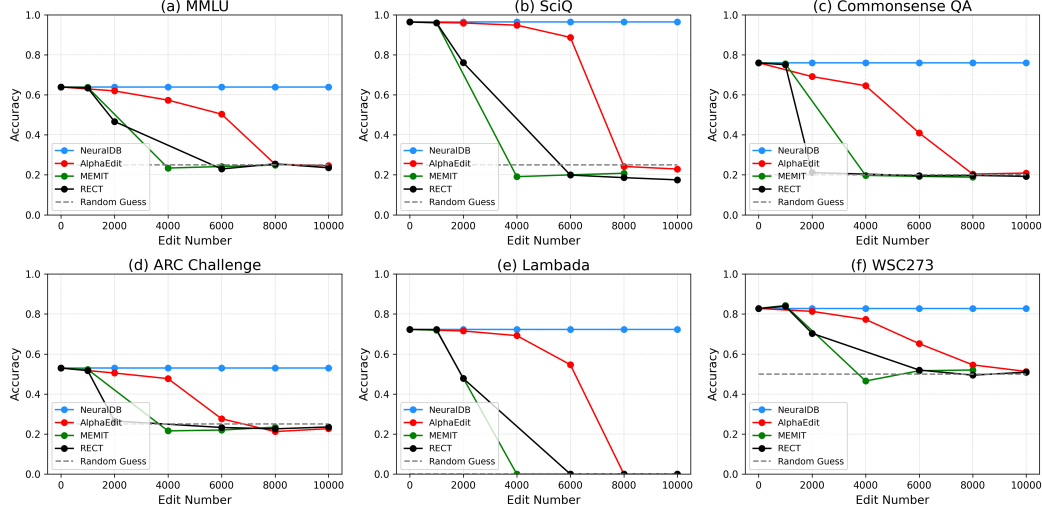 (a) MMLU
Accuracy
1.0
0.8
0.6
0.4
0.2
0.0
NeuralDB
AlphaEdit
MEMIT
RECT
Random Guess
0 2000 4000 6000 8000 10000
Edit Number
(b) SciQ
Accuracy
1.0
0.8
0.6
0.4
0.2
0.0
NeuralDB
AlphaEdit
MEMIT
RECT
Random Guess
0 2000 4000 6000 8000 10000
Edit Number
(c) Commonsense QA
Accuracy
1.0
0.8
0.6
0.4
0.2
0.0
NeuralDB
AlphaEdit
MEMIT
RECT
Random Guess
0 2000 4000 6000 8000 10000
Edit Number
(d) ARC Challenge
Accuracy
1.0
0.8
0.6
0.4
0.2
0.0
NeuralDB
AlphaEdit
MEMIT
RECT
Random Guess
0 2000 4000 6000 8000 10000
Edit Number
(e) Lambada
Accuracy
1.0
0.8
0.6
0.4
0.2
0.0
NeuralDB
AlphaEdit
MEMIT
RECT
Random Guess
0 2000 4000 6000 8000 10000
Edit Number
(f) WSC273
Accuracy
1.0
0.8
0.6
0.4
0.2
0.0
NeuralDB
AlphaEdit
MEMIT
RECT
Random Guess
0 2000 4000 6000 8000 10000
Edit Number